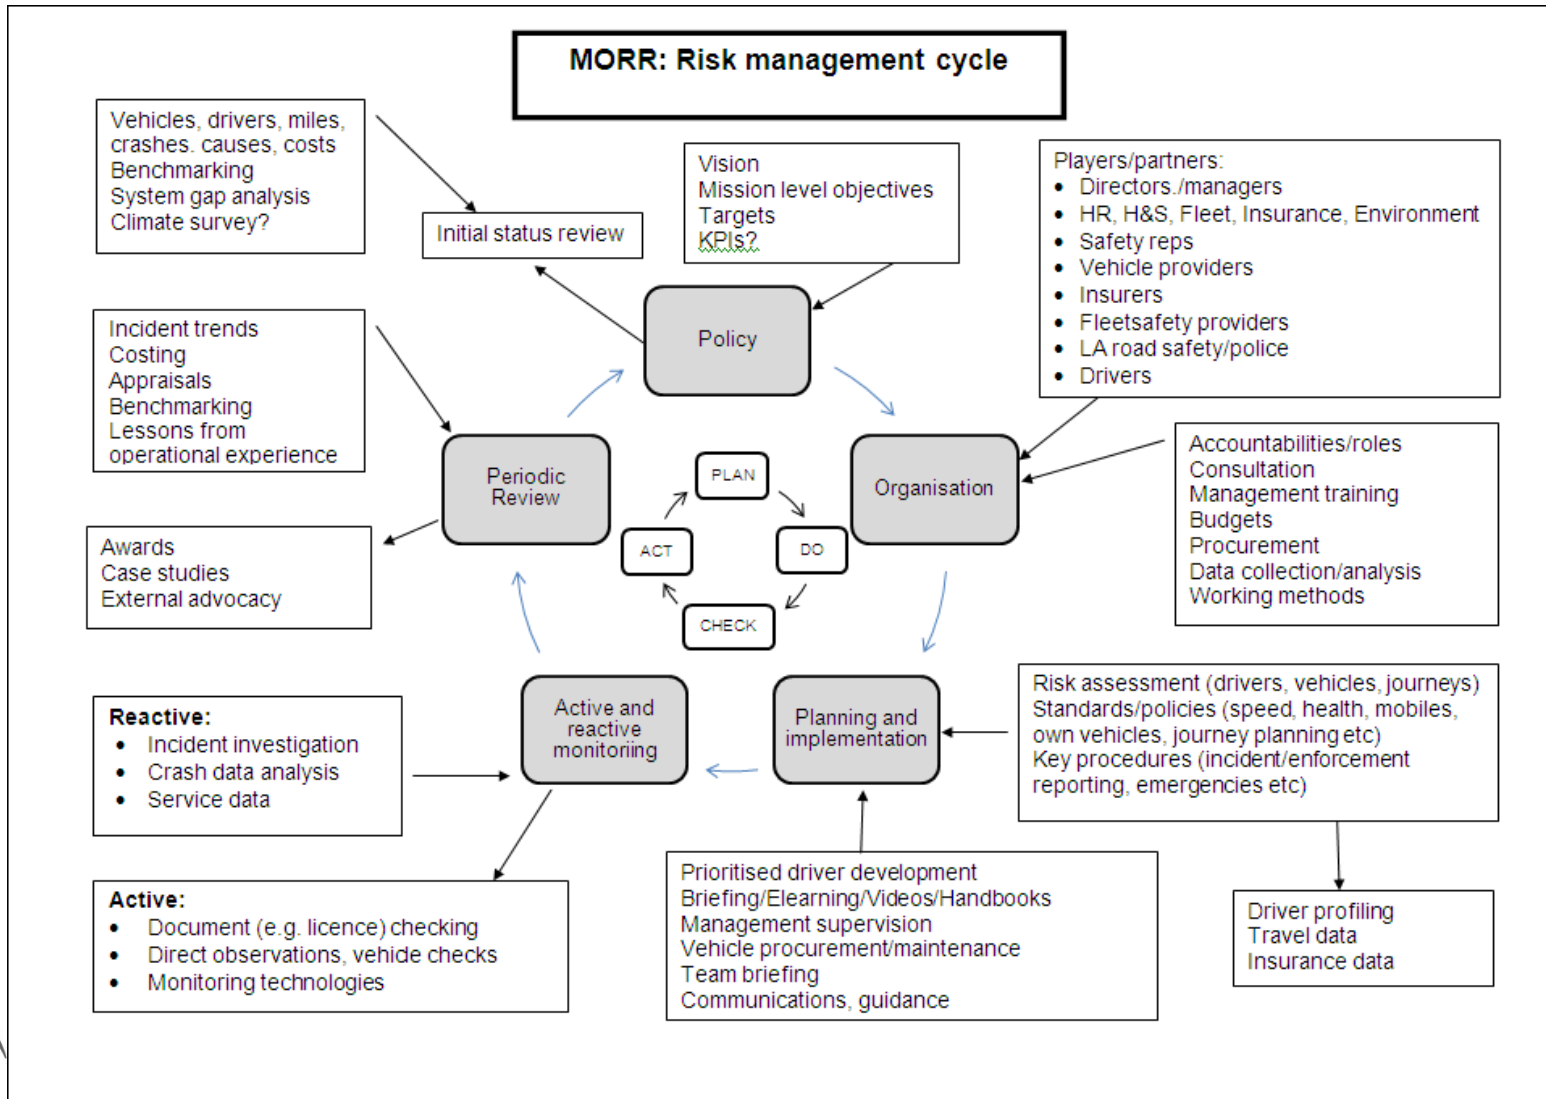 MORR: Risk management cycle
Vehicles, drivers, miles,
crashes. causes, costs
Benchmarking
System gap analysis
Climate survey?
Initial status review
Vision
Mission level objectives
Targets
KPIs?
Players/partners:
• Directors./managers
• HR, H&S, Fleet, Insurance, Environment
• Safety reps
• Vehicle providers
• Insurers
• Fleetsafety providers
• LA road safety/police
• Drivers
Policy
Incident trends
Costing
Appraisals
Benchmarking
Lessons from
operational experience
Periodic
Review
PLAN
DO
CHECK
ACT
Organisation
Accountabilities/roles
Consultation
Management training
Budgets
Procurement
Data collection/analysis
Working methods
Awards
Case studies
External advocacy
Active and
reactive
monitoriing
Planning and
implementation
Risk assessment (drivers, vehicles, journeys)
Standards/policies (speed, health, mobiles,
own vehicles, journey planning etc)
Key procedures (incident/enforcement
reporting, emergencies etc)
Reactive:
• Incident investigation
• Crash data analysis
• Service data
Active:
• Document (e.g. licence) checking
• Direct observations, vehicle checks
• Monitoring technologies
Prioritised driver development
Briefing/Elearning/Videos/Handbooks
Management supervision
Vehicle procurement/maintenance
Team briefing
Communications, guidance
Driver profiling
Travel data
Insurance data